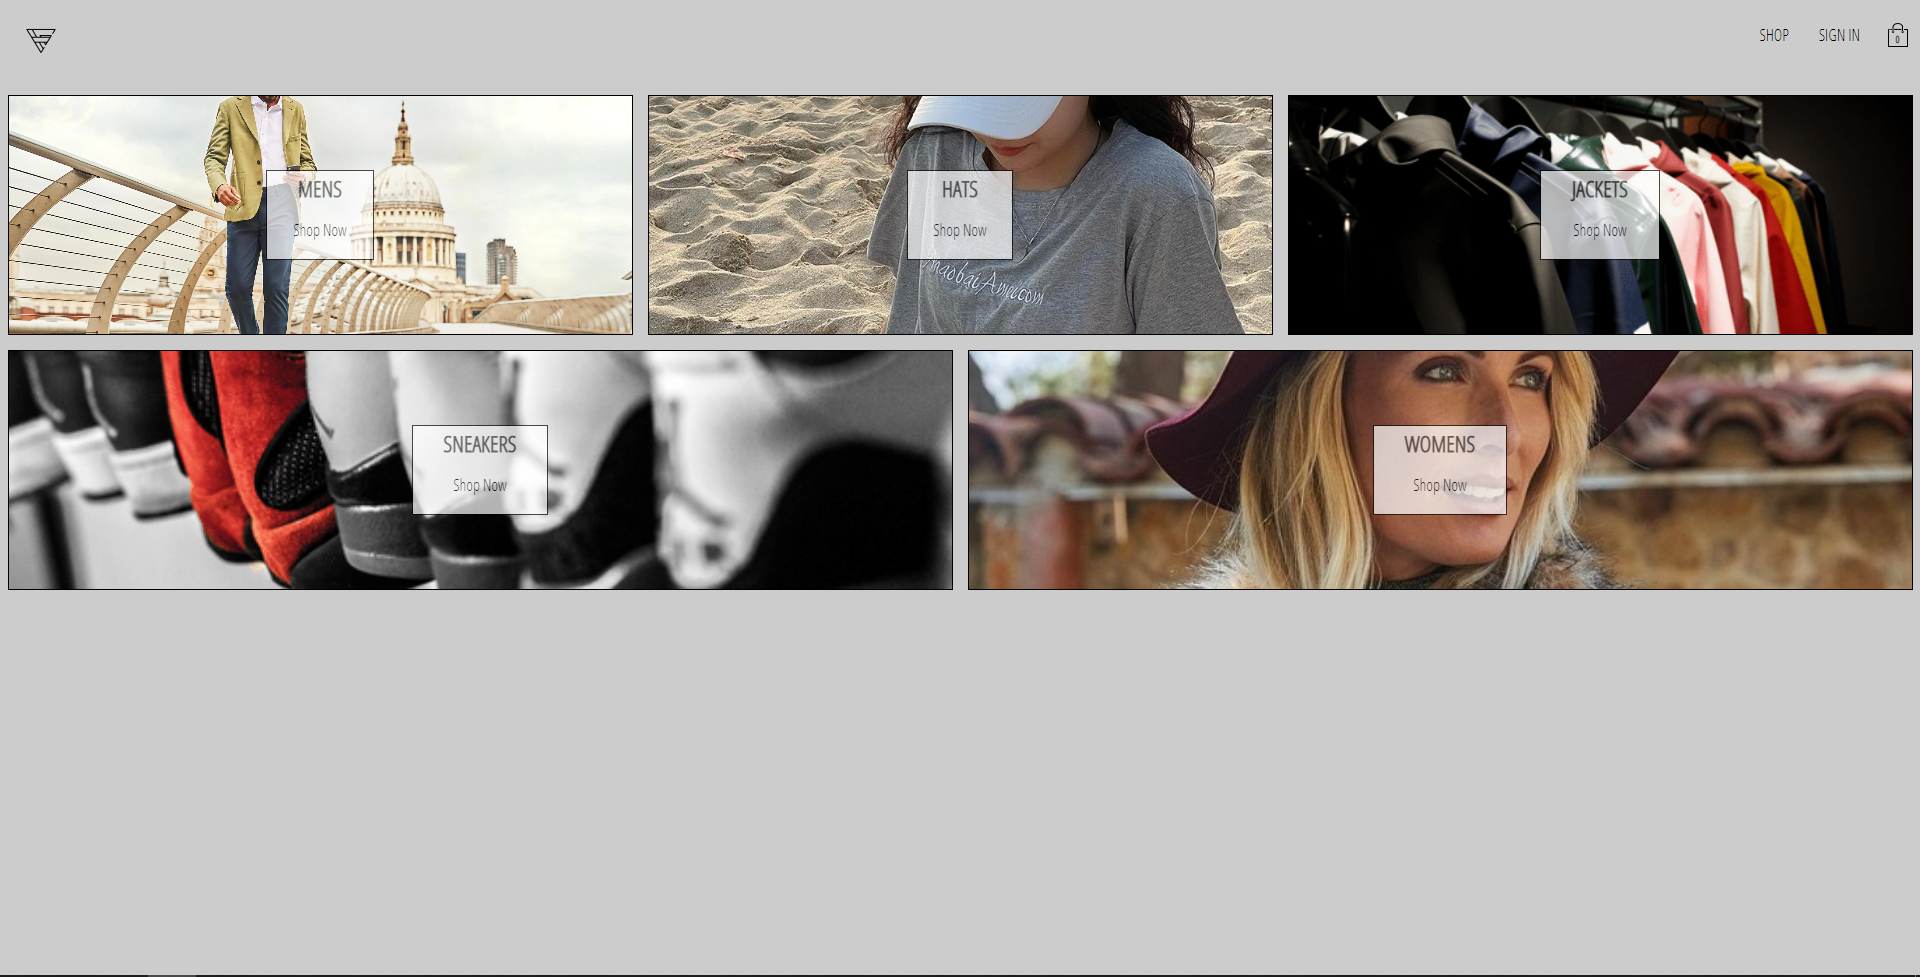 SHOP
SIGN IN
0
MENS
Shop Now
HATS
Shop Now
JACKETS
Shop Now
SNEAKERS
Shop Now
WOMENS
Shop Now